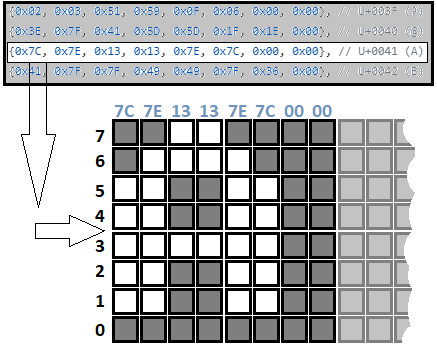 {0x02, 0x03, 0x51, 0x59, 0x0F, 0x06, 0x00, 0x00}, // U+003F (?)
{0x3E, 0x7F, 0x41, 0x5D, 0x5D, 0x1F, 0x1E, 0x00}, // U+0040 (@)
{0x7C, 0x7E, 0x13, 0x13, 0x7E, 0x7C, 0x00, 0x00}, // U+0041 (A)
{0x41, 0x7F, 0x7F, 0x49, 0x49, 0x7F, 0x36, 0x00}, // U+0042 (B)
7C 7E 13 13 7E 7C 00 00
7
6
5
4
3
2
1
0